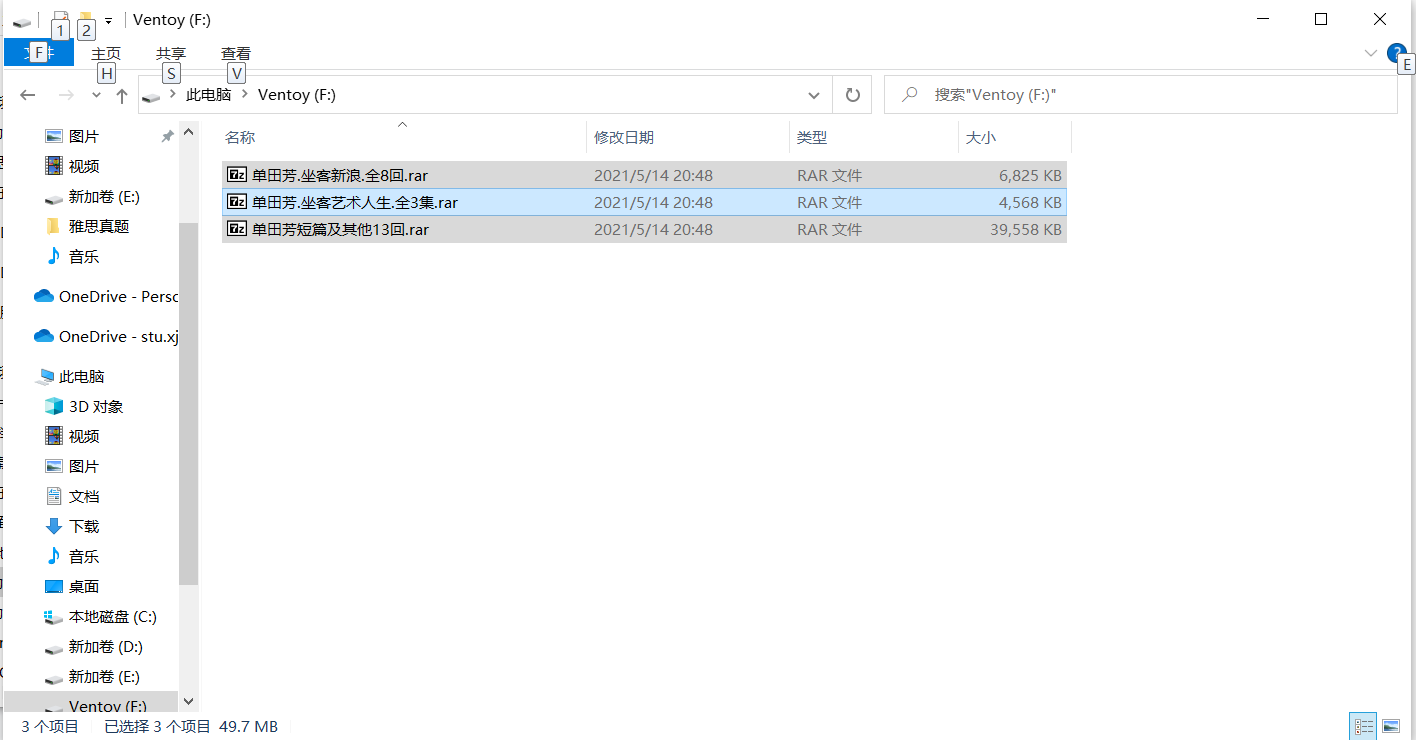 Ventoy (F:)
1 2
F 主页 共享 查看
H S V E
此电脑 Ventoy (F:) 搜索"Ventoy (F:)"
图片
视频
新加卷 (E:)
雅思真题
音乐
OneDrive - Persc
OneDrive - stu.xj
此电脑
3D 对象
视频
图片
文档
下载
音乐
桌面
本地磁盘 (C:)
新加卷 (D:)
新加卷 (E:)
Ventoy (F:)
名称 修改日期 类型 大小
7z 单田芳.坐客新浪.全8回.rar 2021/5/14 20:48 RAR 文件 6,825 KB
7z 单田芳.坐客艺术人生.全3集.rar 2021/5/14 20:48 RAR 文件 4,568 KB
7z 单田芳短篇及其他13回.rar 2021/5/14 20:48 RAR 文件 39,558 KB
3 个项目 已选择 3 个项目 49.7 MB